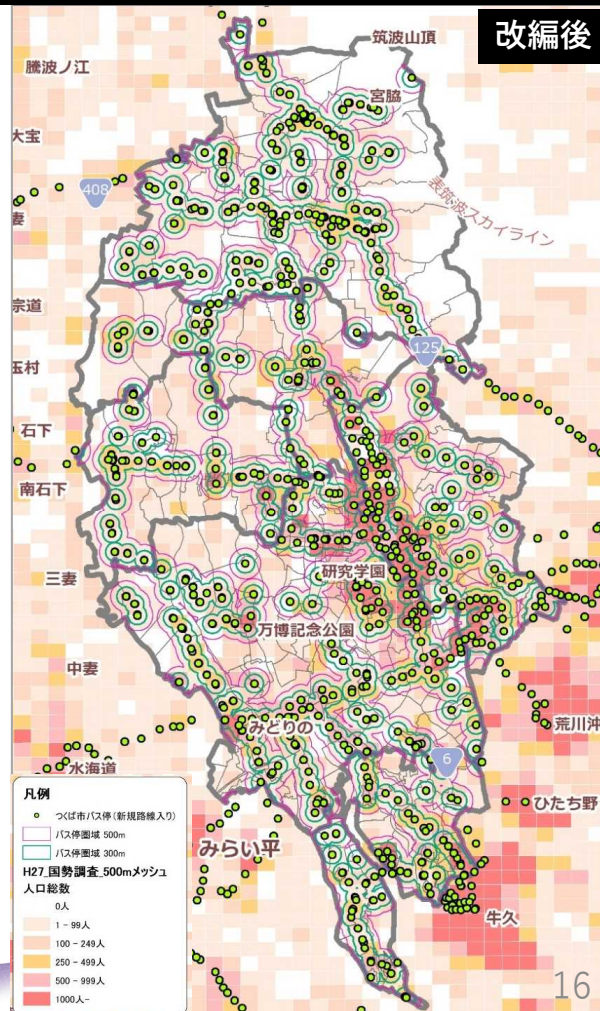 改編後
筑波山頂
騰波ノ江
宮脇
大宝
408
妻
表筑波スカイライン
宗道
125
玉村
石下
南石下
研究学園
三妻
万博記念公園
中妻
みどりの
荒川沖
水海道
6
ひたち野
みらい平
牛久
凡例
つくば市バス停(新規路線入り)
バス停圏域 500m
バス停圏域 300m
H27_国勢調査_500mメッシュ
人口総数
0人
1 - 99人
100 - 249人
250 - 499人
500 - 999人
1000人-
16